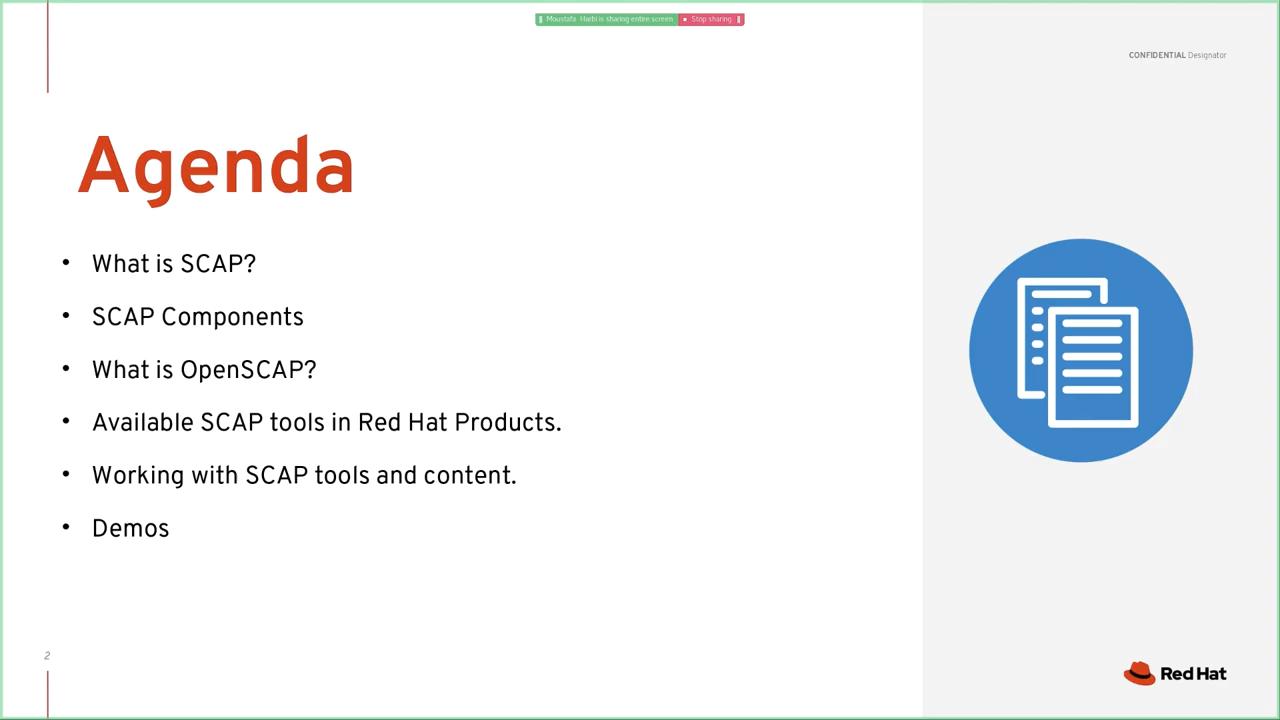 Moustafa Harbi is sharing entire screen Stop sharing
CONFIDENTIAL Designator
Agenda
• What is SCAP?
• SCAP Components
• What is OpenSCAP?
• Available SCAP tools in Red Hat Products.
• Working with SCAP tools and content.
• Demos
2
Red Hat